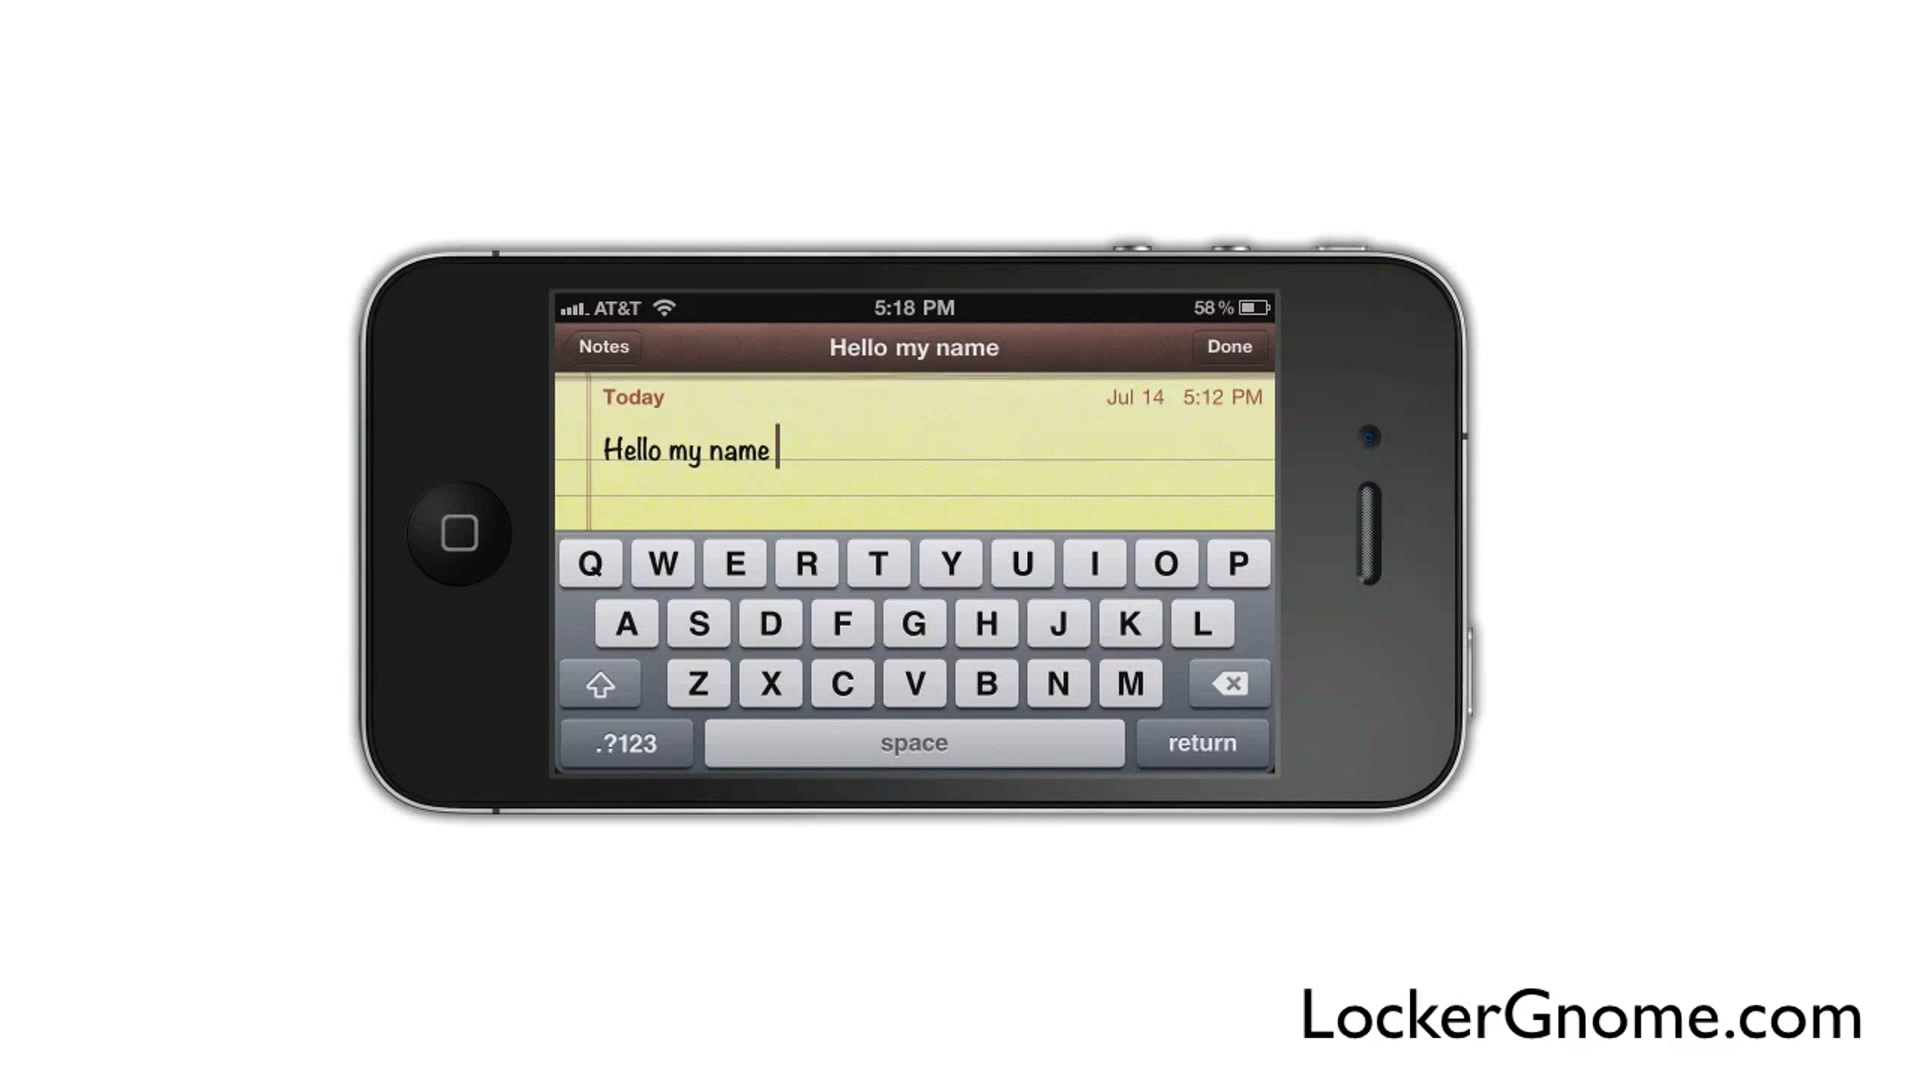 AT&T 5:18 PM 58%
Notes Hello my name Done
Today Jul 14 5:12 PM
Hello my name
Q W E R T Y U I O P
A S D F G H J K L
Z X C V B N M
.?123 space return
LockerGnome.com